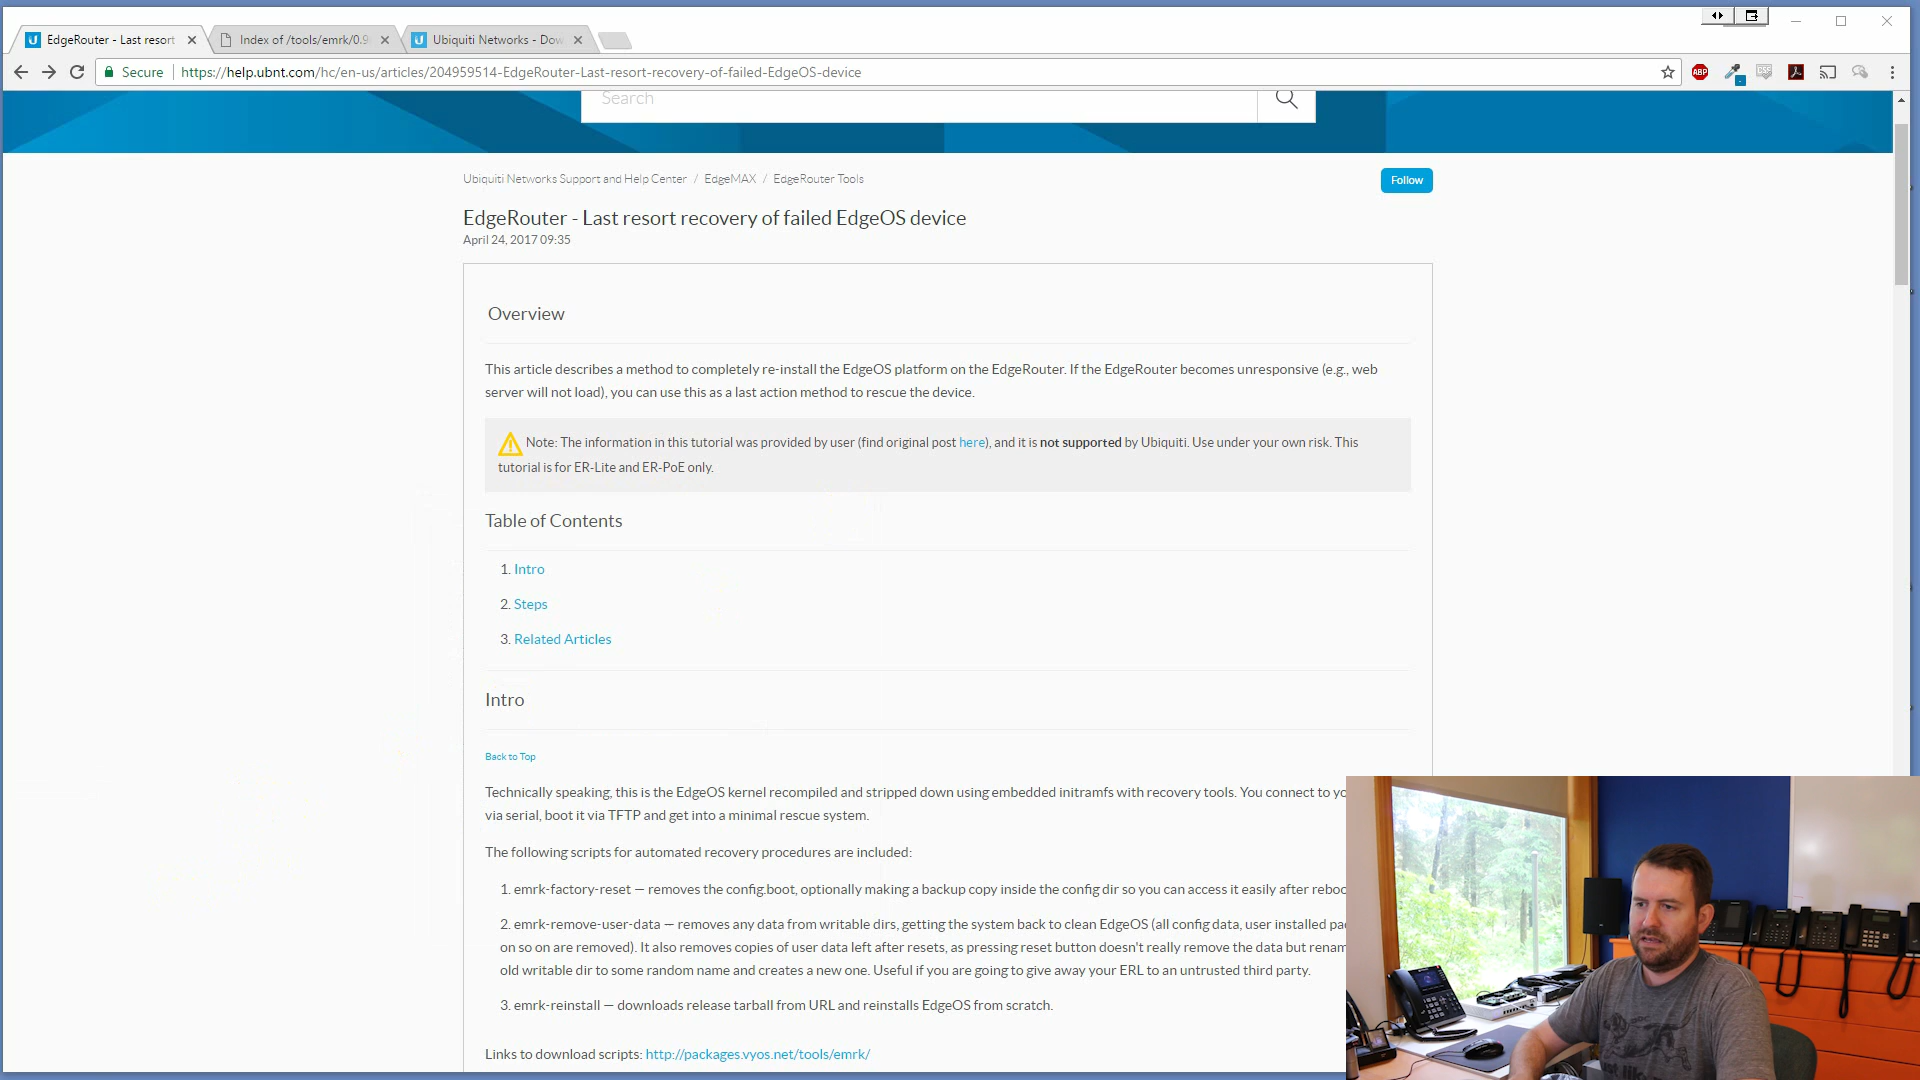 EdgeRouter - Last resort
Index of /tools/emrk/0.9
Ubiquiti Networks - Dow
Secure
https://help.ubnt.com/hc/en-us/articles/204959514-EdgeRouter-Last-resort-recovery-of-failed-EdgeOS-device
ABP
Search
Ubiquiti Networks Support and Help Center / EdgeMAX / EdgeRouter Tools
Follow
EdgeRouter - Last resort recovery of failed EdgeOS device
April 24, 2017 09:35
Overview
This article describes a method to completely re-install the EdgeOS platform on the EdgeRouter. If the EdgeRouter becomes unresponsive (e.g., web
server will not load), you can use this as a last action method to rescue the device.
Note: The information in this tutorial was provided by user (find original post here), and it is not supported by Ubiquiti. Use under your own risk. This
tutorial is for ER-Lite and ER-PoE only.
Table of Contents
1. Intro
2. Steps
3. Related Articles
Intro
Back to Top
Technically speaking, this is the EdgeOS kernel recompiled and stripped down using embedded initramfs with recovery tools. You connect to yo
via serial, boot it via TFTP and get into a minimal rescue system.
The following scripts for automated recovery procedures are included:
1. emrk-factory-reset — removes the config.boot, optionally making a backup copy inside the config dir so you can access it easily after reboo
2. emrk-remove-user-data — removes any data from writable dirs, getting the system back to clean EdgeOS (all config data, user installed pa
on so on are removed). It also removes copies of user data left after resets, as pressing reset button doesn't really remove the data but renam
old writable dir to some random name and creates a new one. Useful if you are going to give away your ERL to an untrusted third party.
3. emrk-reinstall — downloads release tarball from URL and reinstalls EdgeOS from scratch.
Links to download scripts: http://packages.vyos.net/tools/emrk/